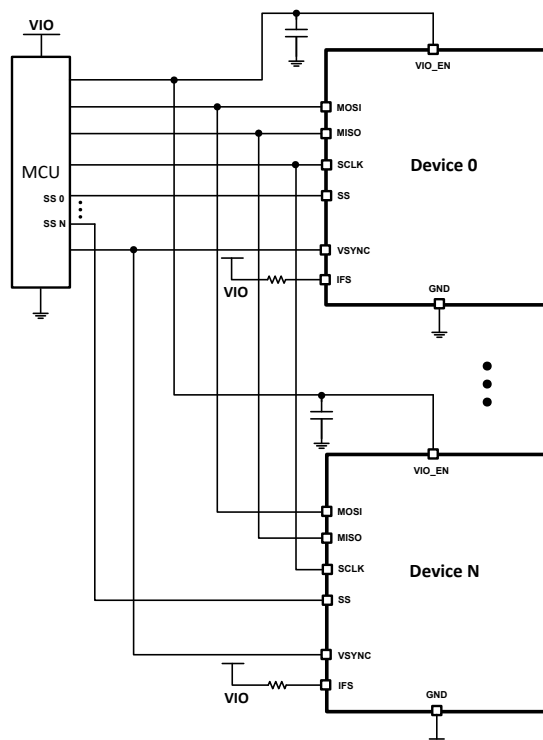 VIO
VIO_EN
MOSI
MISO
Device 0
MCU
SCLK
SS 0
SS
SS N
VSYNC
VIO
IFS
GND
VIO_EN
MOSI
MISO
SCLK
Device N
SS
VSYNC
VIO
IFS
GND